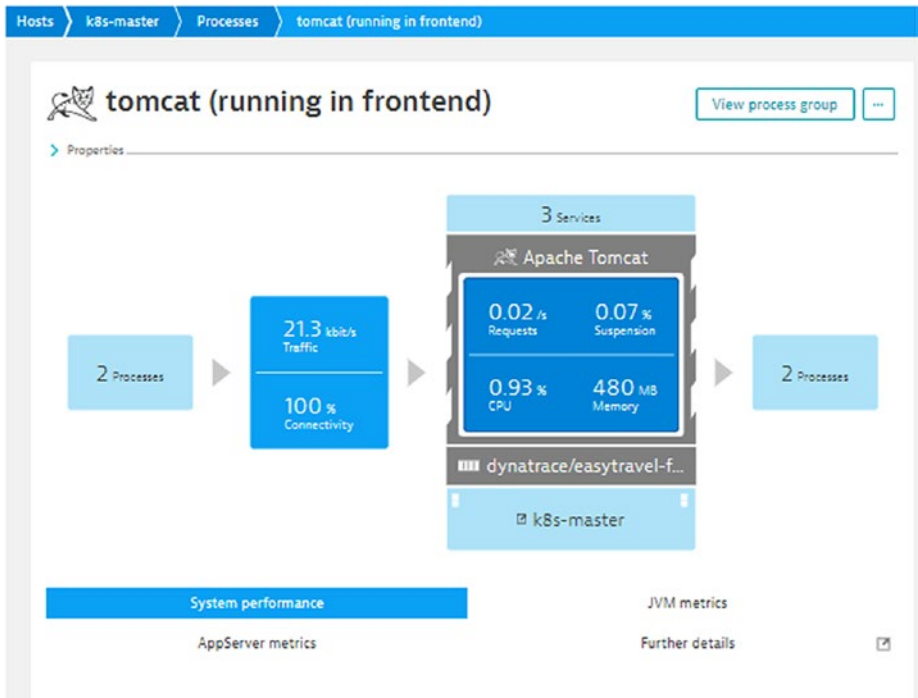 Hosts k8s-master Processes tomcat (running in frontend)
tomcat (running in frontend)
View process group ...
Properties
3 Services
Apache Tomcat
0.02 /s 0.07 %
Requests Suspension
21.3 kbit/s
Traffic
2 Processes
2 Processes
0.93 % 480 MB
CPU Memory
100 %
Connectivity
dynatrace/easytravel-f...
k8s-master
System performance JVM metrics
AppServer metrics Further details